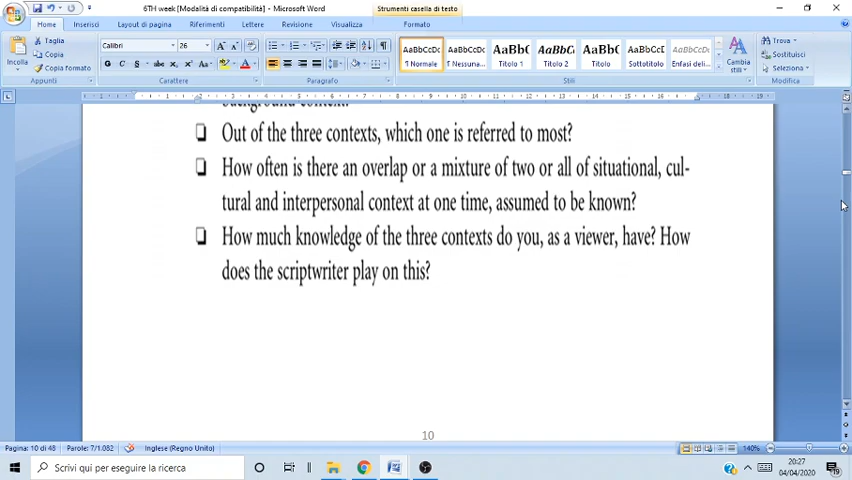 6TH week [Modalità di compatibilità] - Microsoft Word
Strumenti casella di testo
Home Inserisci Layout di pagina Riferimenti Lettere Revisione Visualizza Formato
Incolla
Taglia
Copia
Copia formato
Appunti
Calibri 26
Carattere
Paragrafo
AaBbCcDc AaBbCcDc AaBbC AaBbC AaBbC AaBbCcD AaBbCcDc
¶ Normale ¶ Nessuna... Titolo 1 Titolo 2 Titolo Sottotitolo Enfasi deli...
Stili
Cambia stili
Trova
Sostituisci
Seleziona
Modifica
background context?
❏ Out of the three contexts, which one is referred to most?
❏ How often is there an overlap or a mixture of two or all of situational, cul-
tural and interpersonal context at one time, assumed to be known?
❏ How much knowledge of the three contexts do you, as a viewer, have? How
does the scriptwriter play on this?
10
Pagina: 10 di 48 Parole: 7/1.082 Inglese (Regno Unito) 140%
Scrivi qui per eseguire la ricerca
20:27
04/04/2020
19